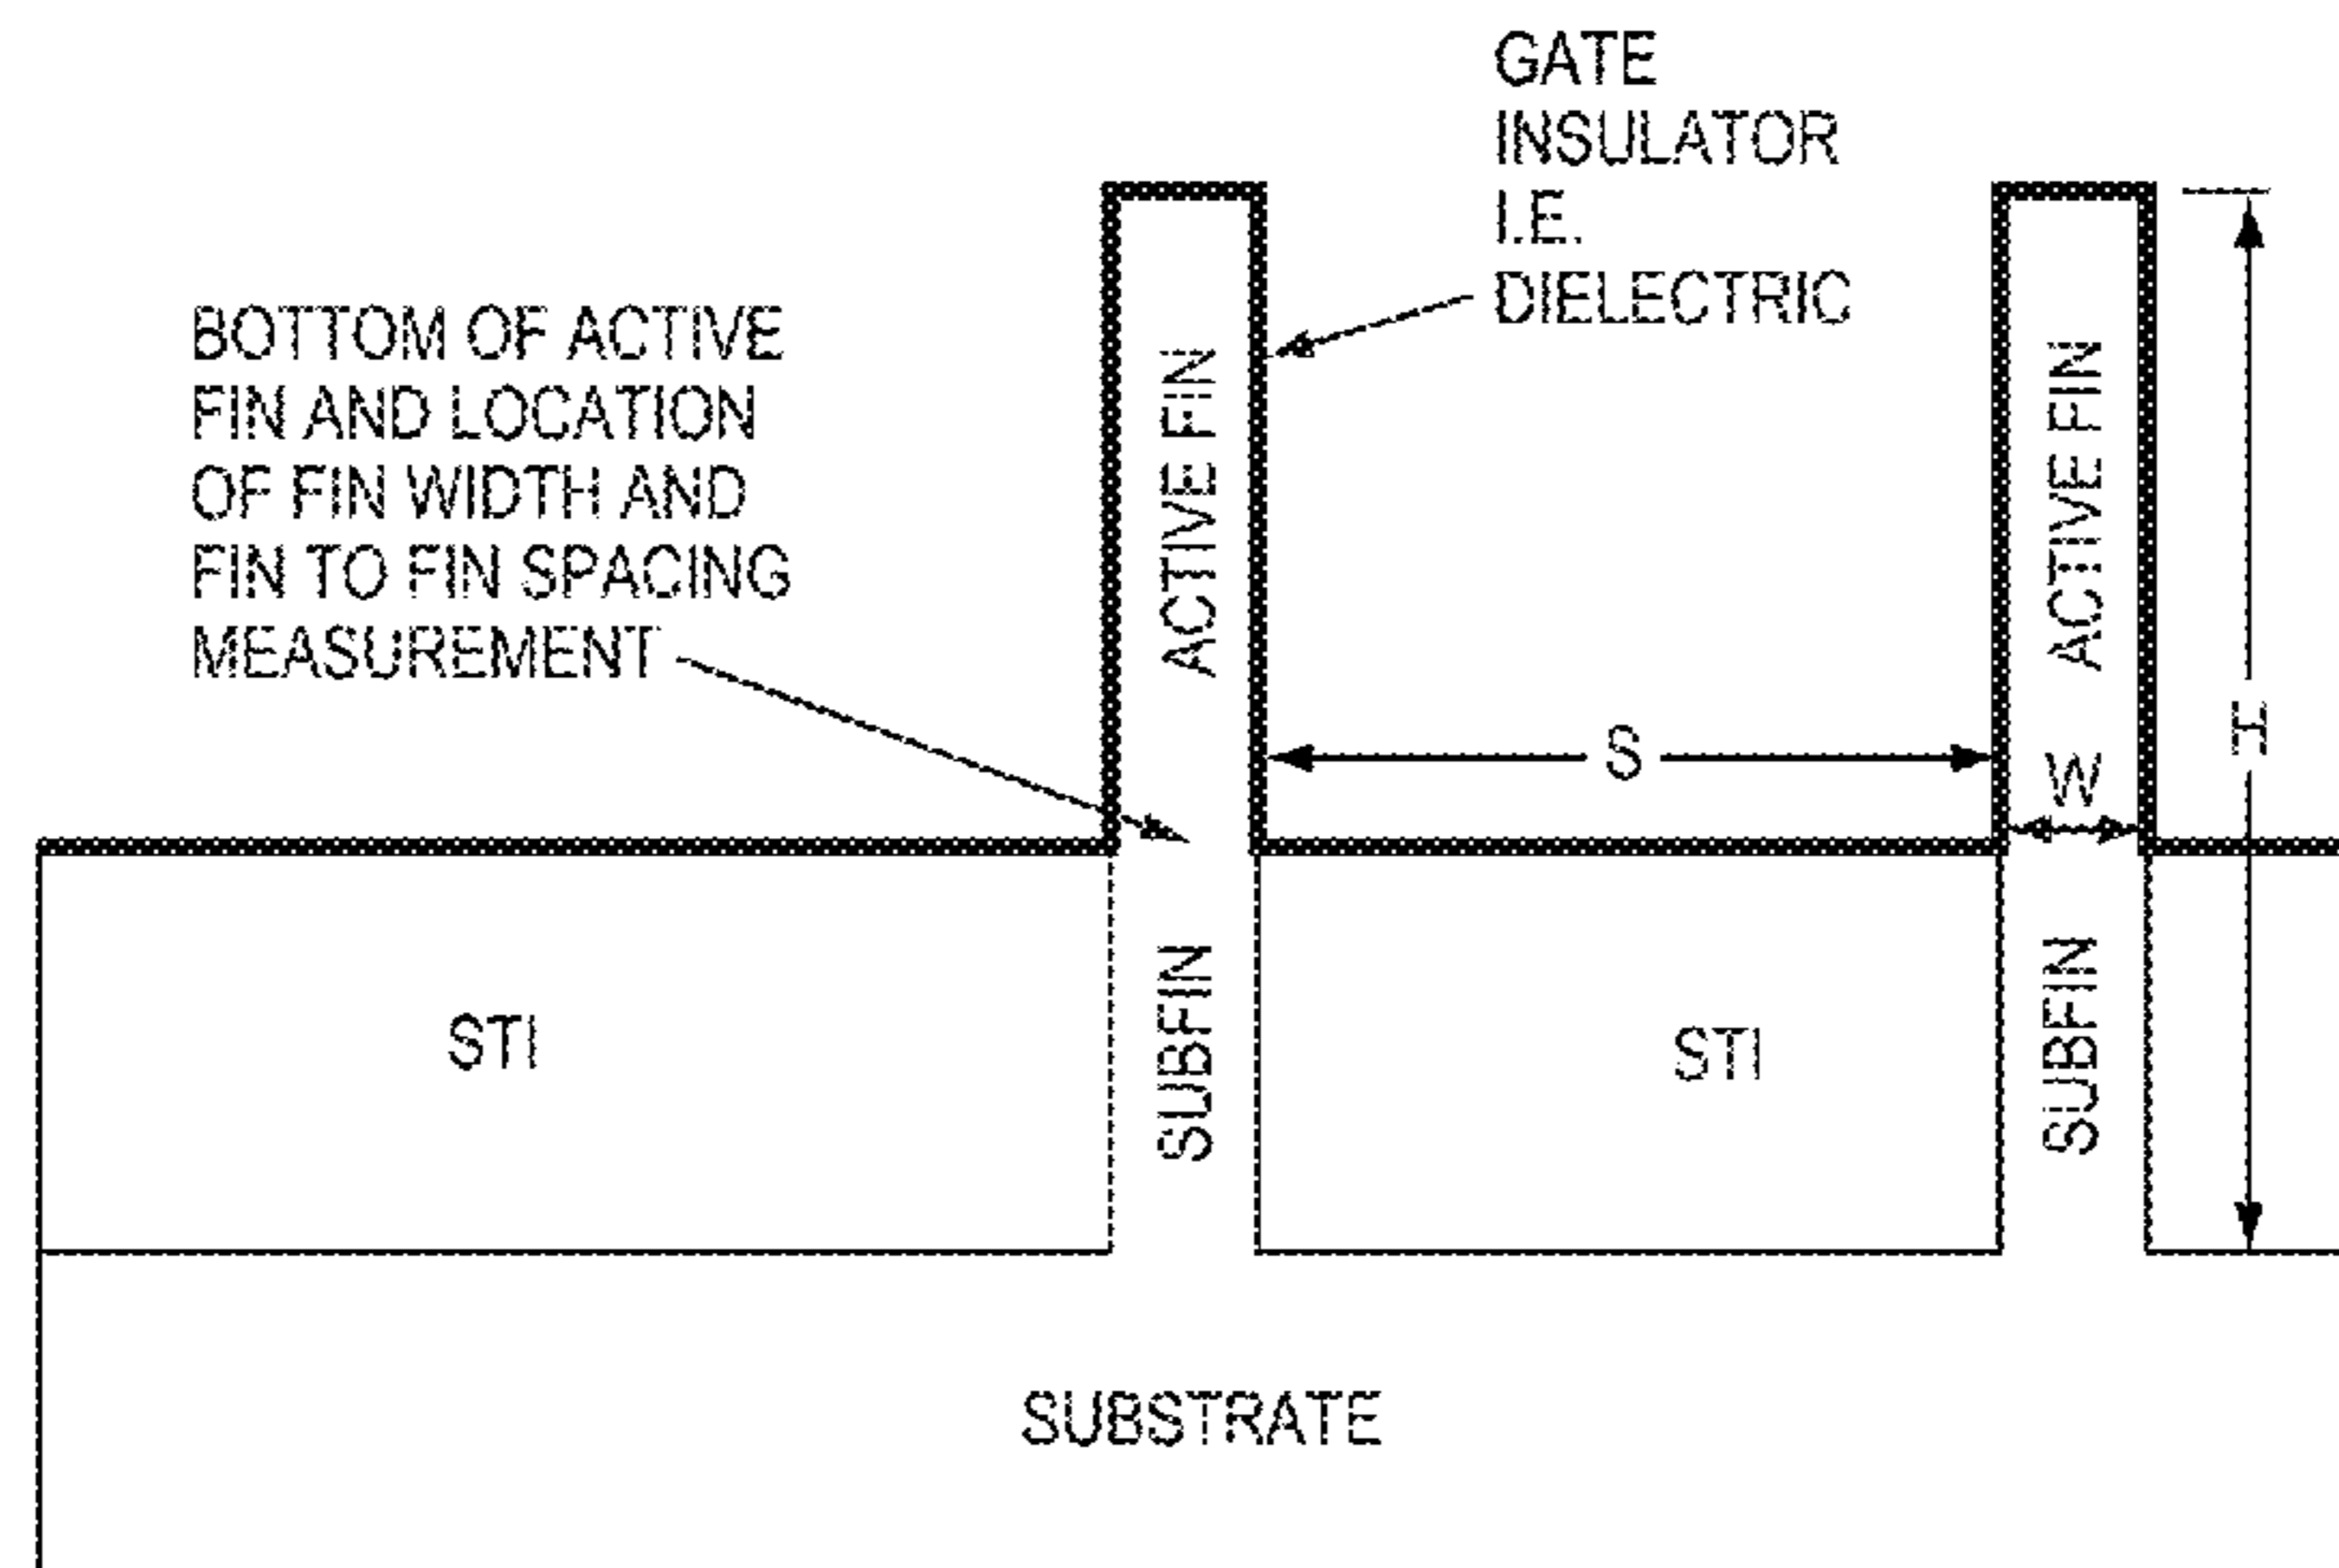 GATE
INSULATOR
I.E.
DIELECTRIC
BOTTOM OF ACTIVE
FIN AND LOCATION
OF FIN WIDTH AND
FIN TO FIN SPACING
MEASUREMENT
ACTIVE FIN
ACTIVE FIN
S
W
H
STI
SUBFIN
STI
SUBFIN
SUBSTRATE